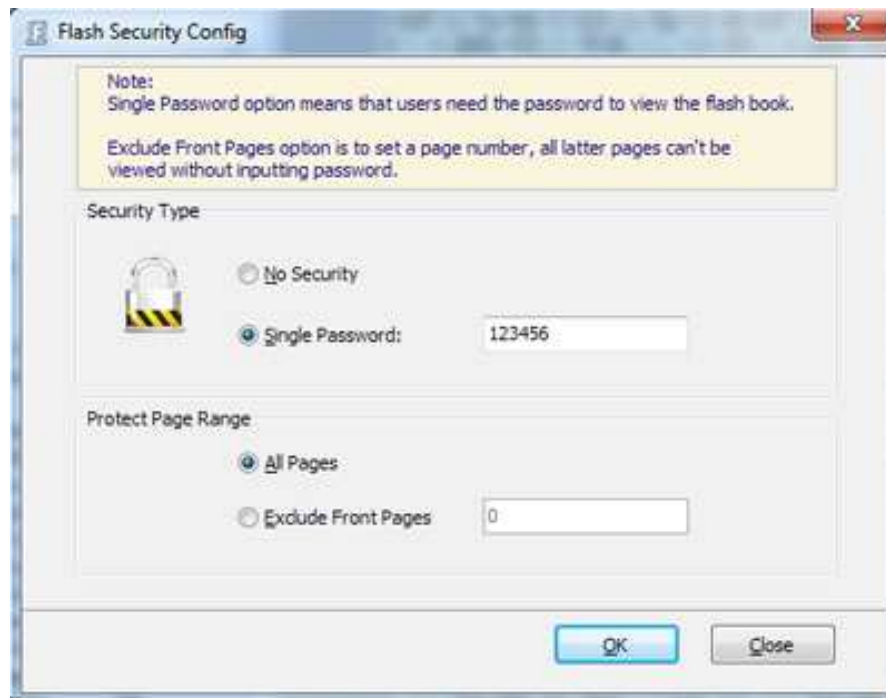 Flash Security Config
Note:
Single Password option means that users need the password to view the flash book.
Exclude Front Pages option is to set a page number, all latter pages can't be
viewed without inputting password.
Security Type
No Security
Single Password: 123456
Protect Page Range
All Pages
Exclude Front Pages 0
OK Close